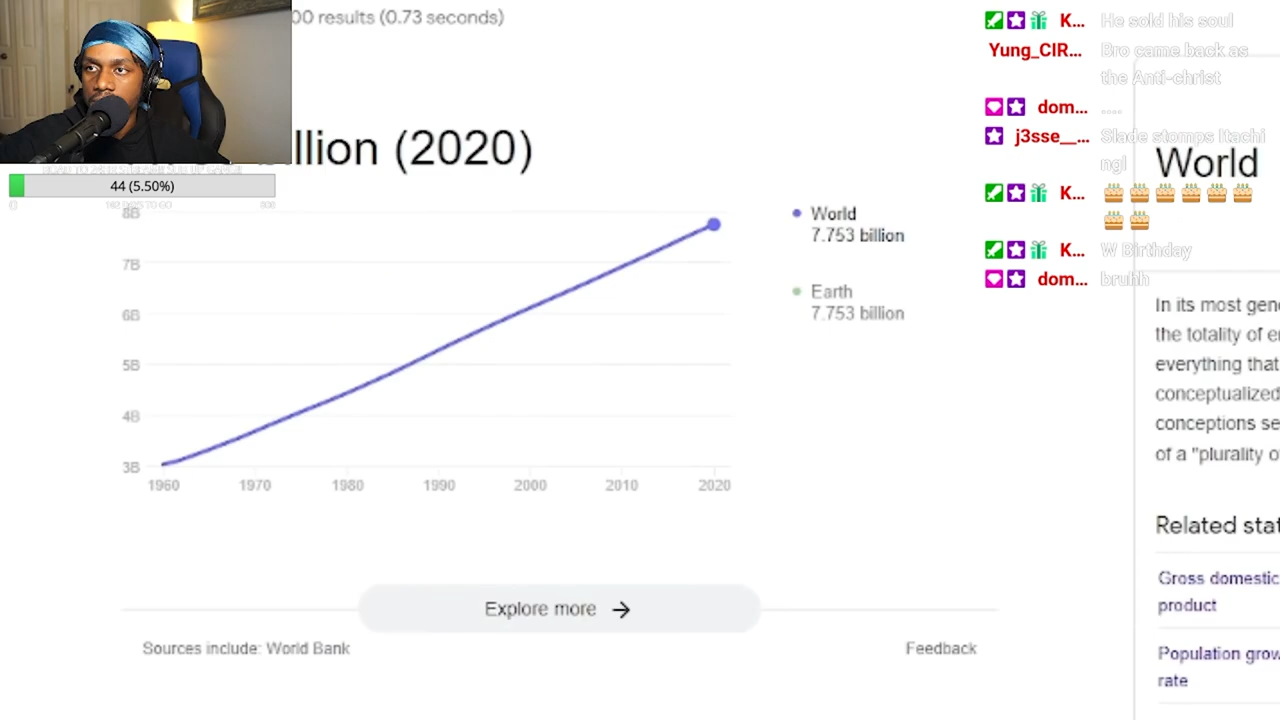 00 results (0.73 seconds)
llion (2020)
44 (5.50%)
0
800
8B
7B
6B
5B
4B
3B
1960 1970 1980 1990 2000 2010 2020
World
7.753 billion
Earth
7.753 billion
Explore more →
Sources include: World Bank
Feedback
K... He sold his soul
Yung_CIR... Bro came back as
the Anti-christ
dom... ....
j3sse__... Slade stomps Itachi
ngl
K...
K... W Birthday
dom... bruhh
World
In its most gene
the totality of e
everything that
conceptualized
conceptions se
of a "plurality o
Related stat
Gross domestic
product
Population grow
rate